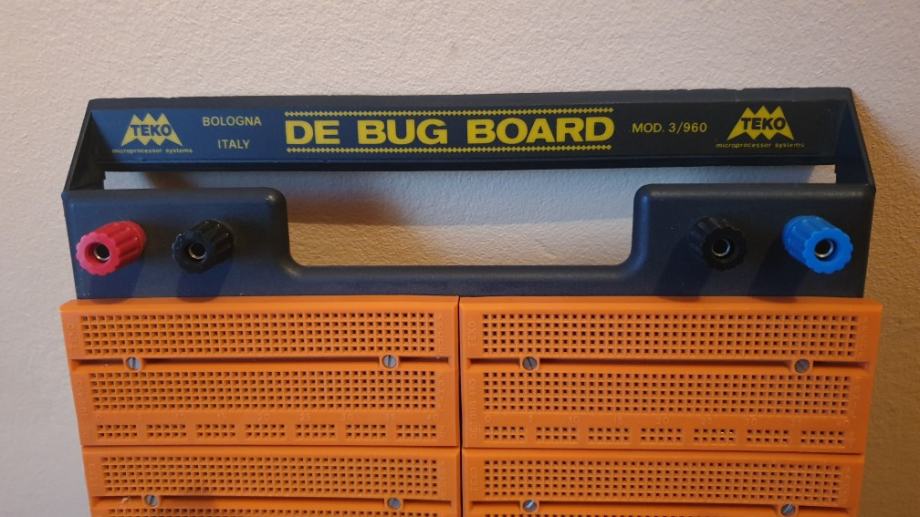 TEKO
microprocessor systems
BOLOGNA
ITALY
DE BUG BOARD
MOD. 3/960
TEKO
microprocessor systems